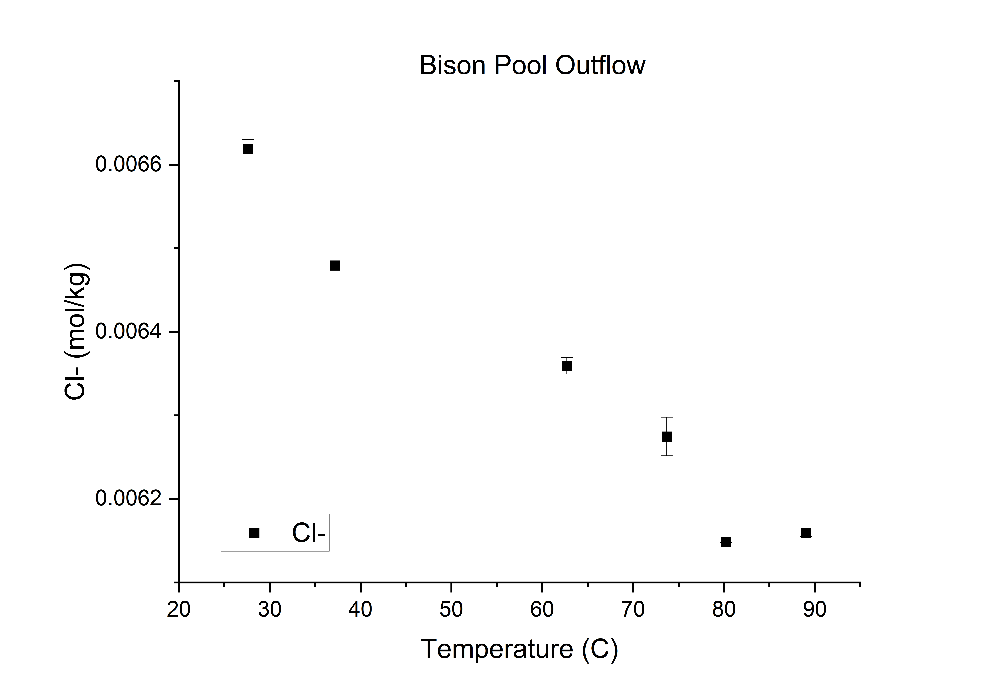 Bison Pool Outflow
0.0066
0.0064
0.0062
Cl- (mol/kg)
Cl-
20 30 40 50 60 70 80 90
Temperature (C)